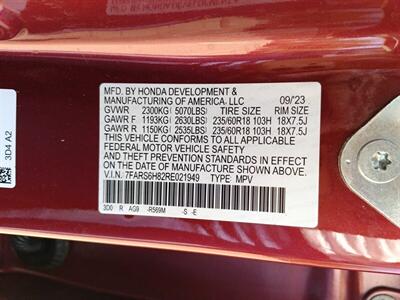 MFD. BY HONDA DEVELOPMENT &
MANUFACTURING OF AMERICA, LLC 09/'23
GVWR 2300KG( 5070LBS) TIRE SIZE RIM SIZE
GAWR F 1193KG( 2630LBS) 235/60R18 103H 18X7.5J
GAWR R 1150KG( 2535LBS) 235/60R18 103H 18X7.5J
THIS VEHICLE CONFORMS TO ALL APPLICABLE
FEDERAL MOTOR VEHICLE SAFETY
AND THEFT PREVENTION STANDARDS IN EFFECT
ON THE DATE OF MANUFACTURE SHOWN ABOVE.
V.I.N. 7FARS6H82RE021949 TYPE MPV
3D0 R AG9 -R569M -S -E
3D4 A2